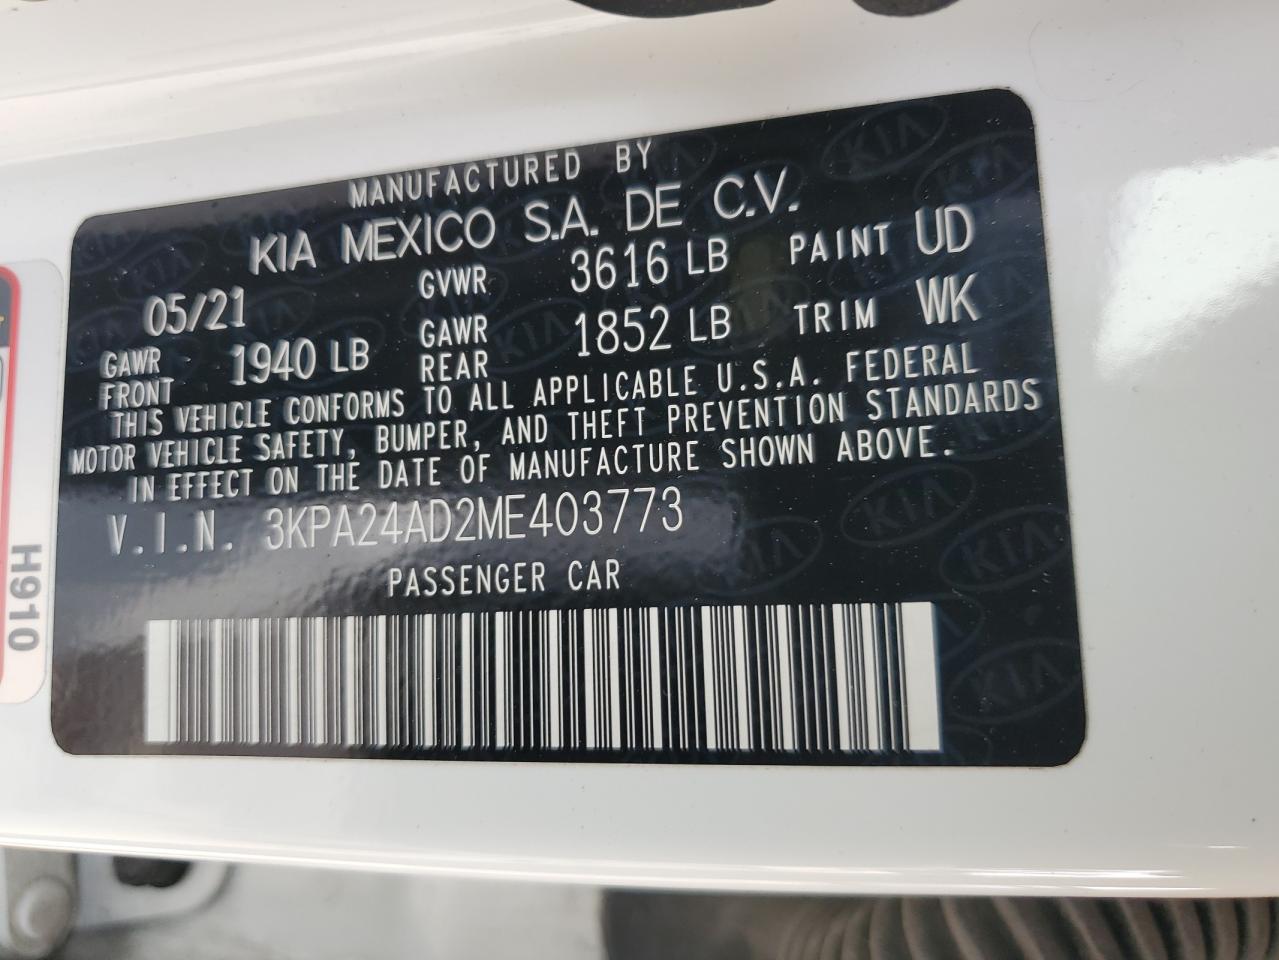 MANUFACTURED BY
KIA MEXICO S.A. DE C.V.
05/21 GVWR 3616 LB PAINT UD
GAWR FRONT 1940 LB GAWR REAR 1852 LB TRIM WK
THIS VEHICLE CONFORMS TO ALL APPLICABLE U.S.A. FEDERAL
MOTOR VEHICLE SAFETY, BUMPER, AND THEFT PREVENTION STANDARDS
IN EFFECT ON THE DATE OF MANUFACTURE SHOWN ABOVE.
V.I.N. 3KPA24AD2ME403773
PASSENGER CAR
H910